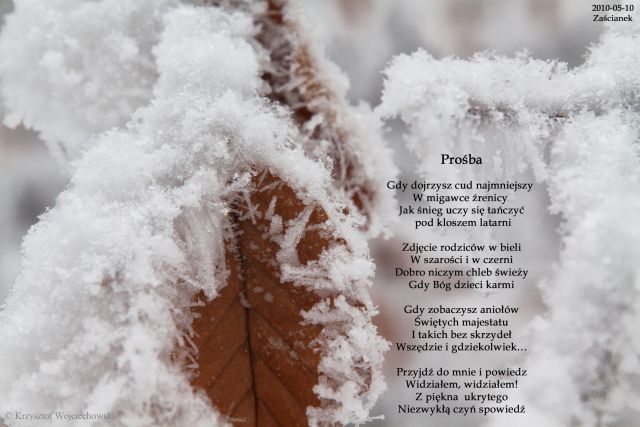 2010-05-10
Zaścianek
Prośba
Gdy dojrzysz cud najmniejszy
W migawce źrenicy
Jak śnieg uczy się tańczyć
pod kloszem latarni
Zdjęcie rodziców w bieli
W szarości i w czerni
Dobro niczym chleb świeży
Gdy Bóg dzieci karmi
Gdy zobaczysz aniołów
Świętych majestatu
I takich bez skrzydeł
Wszędzie i gdziekolwiek...
Przyjdź do mnie i powiedz
Widziałem, widziałem!
Z piękna ukrytego
Niezwykłą czyń spowiedź
© Krzysztof Wojciechowski